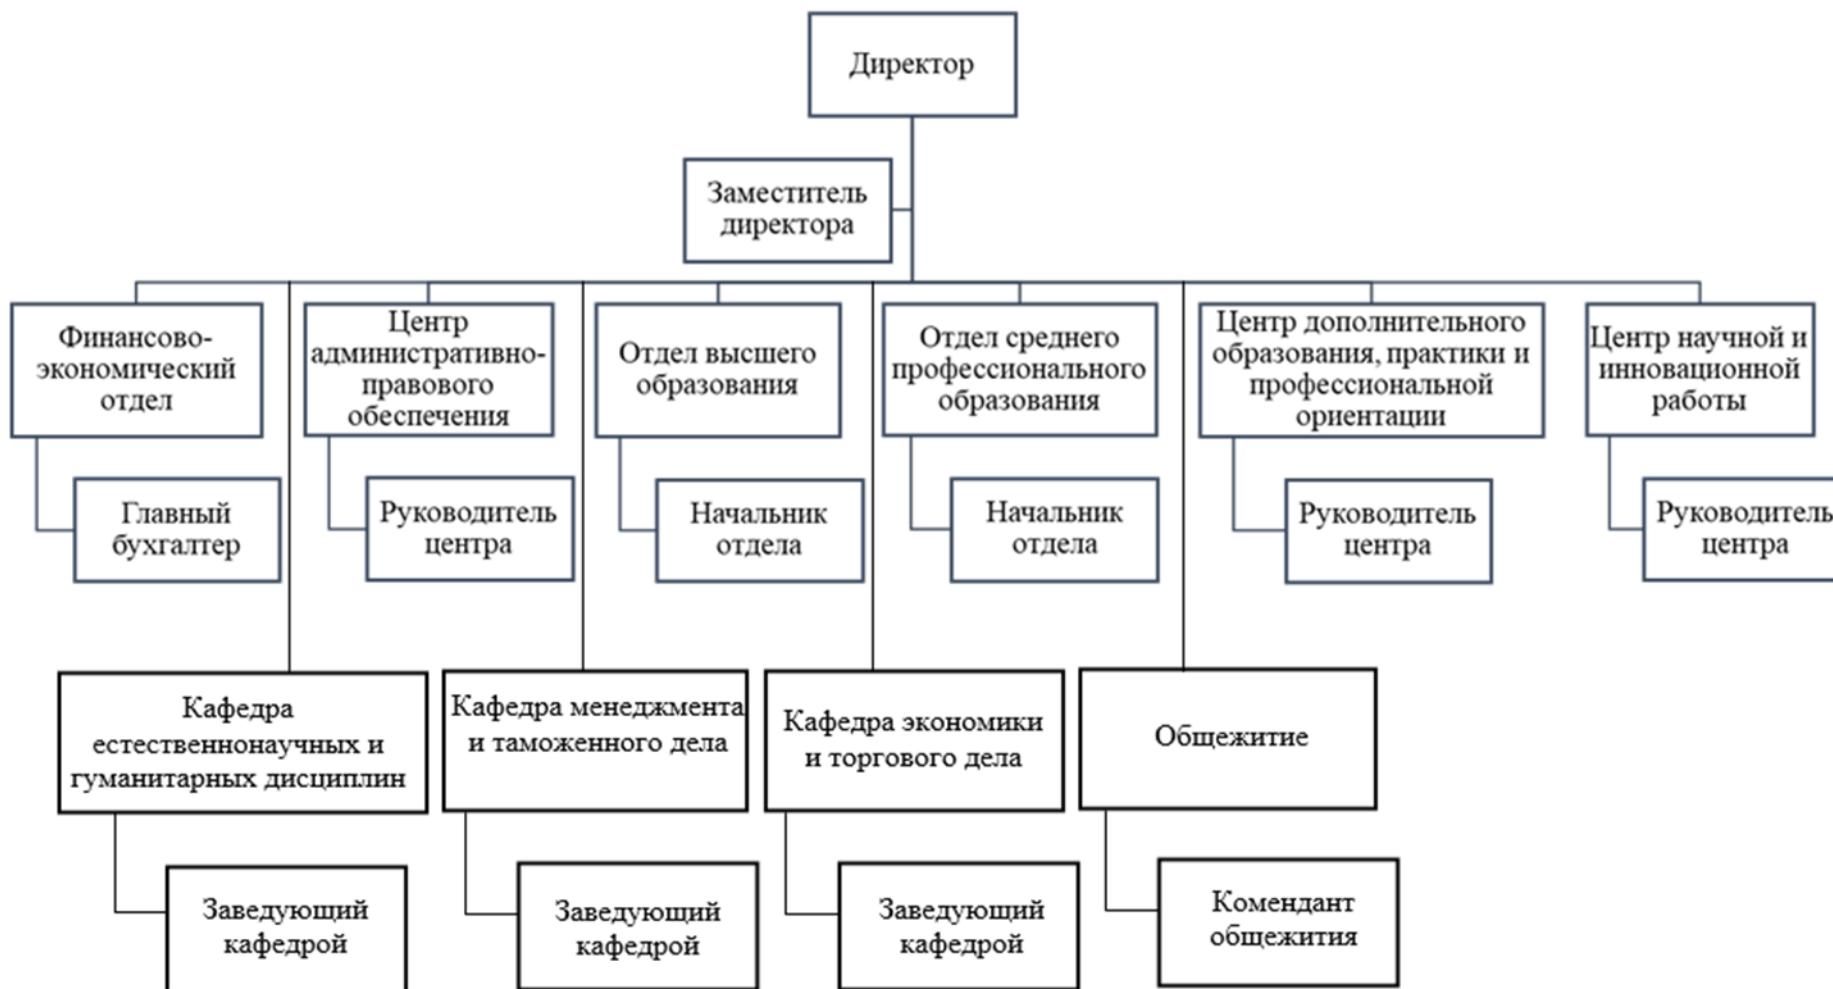 Директор
Заместитель
директора
Финансово-
экономический
отдел
Центр
административно-
правового
обеспечения
Отдел высшего
образования
Отдел среднего
профессионального
образования
Центр дополнительного
образования, практики и
профессиональной
ориентации
Центр научной и
инновационной
работы
Главный
бухгалтер
Руководитель
центра
Начальник
отдела
Начальник
отдела
Руководитель
центра
Руководитель
центра
Кафедра
естественнонаучных и
гуманитарных дисциплин
Кафедра менеджмента
и таможенного дела
Кафедра экономики
и торгового дела
Общежитие
Заведующий
кафедрой
Заведующий
кафедрой
Заведующий
кафедрой
Комендант
общежития